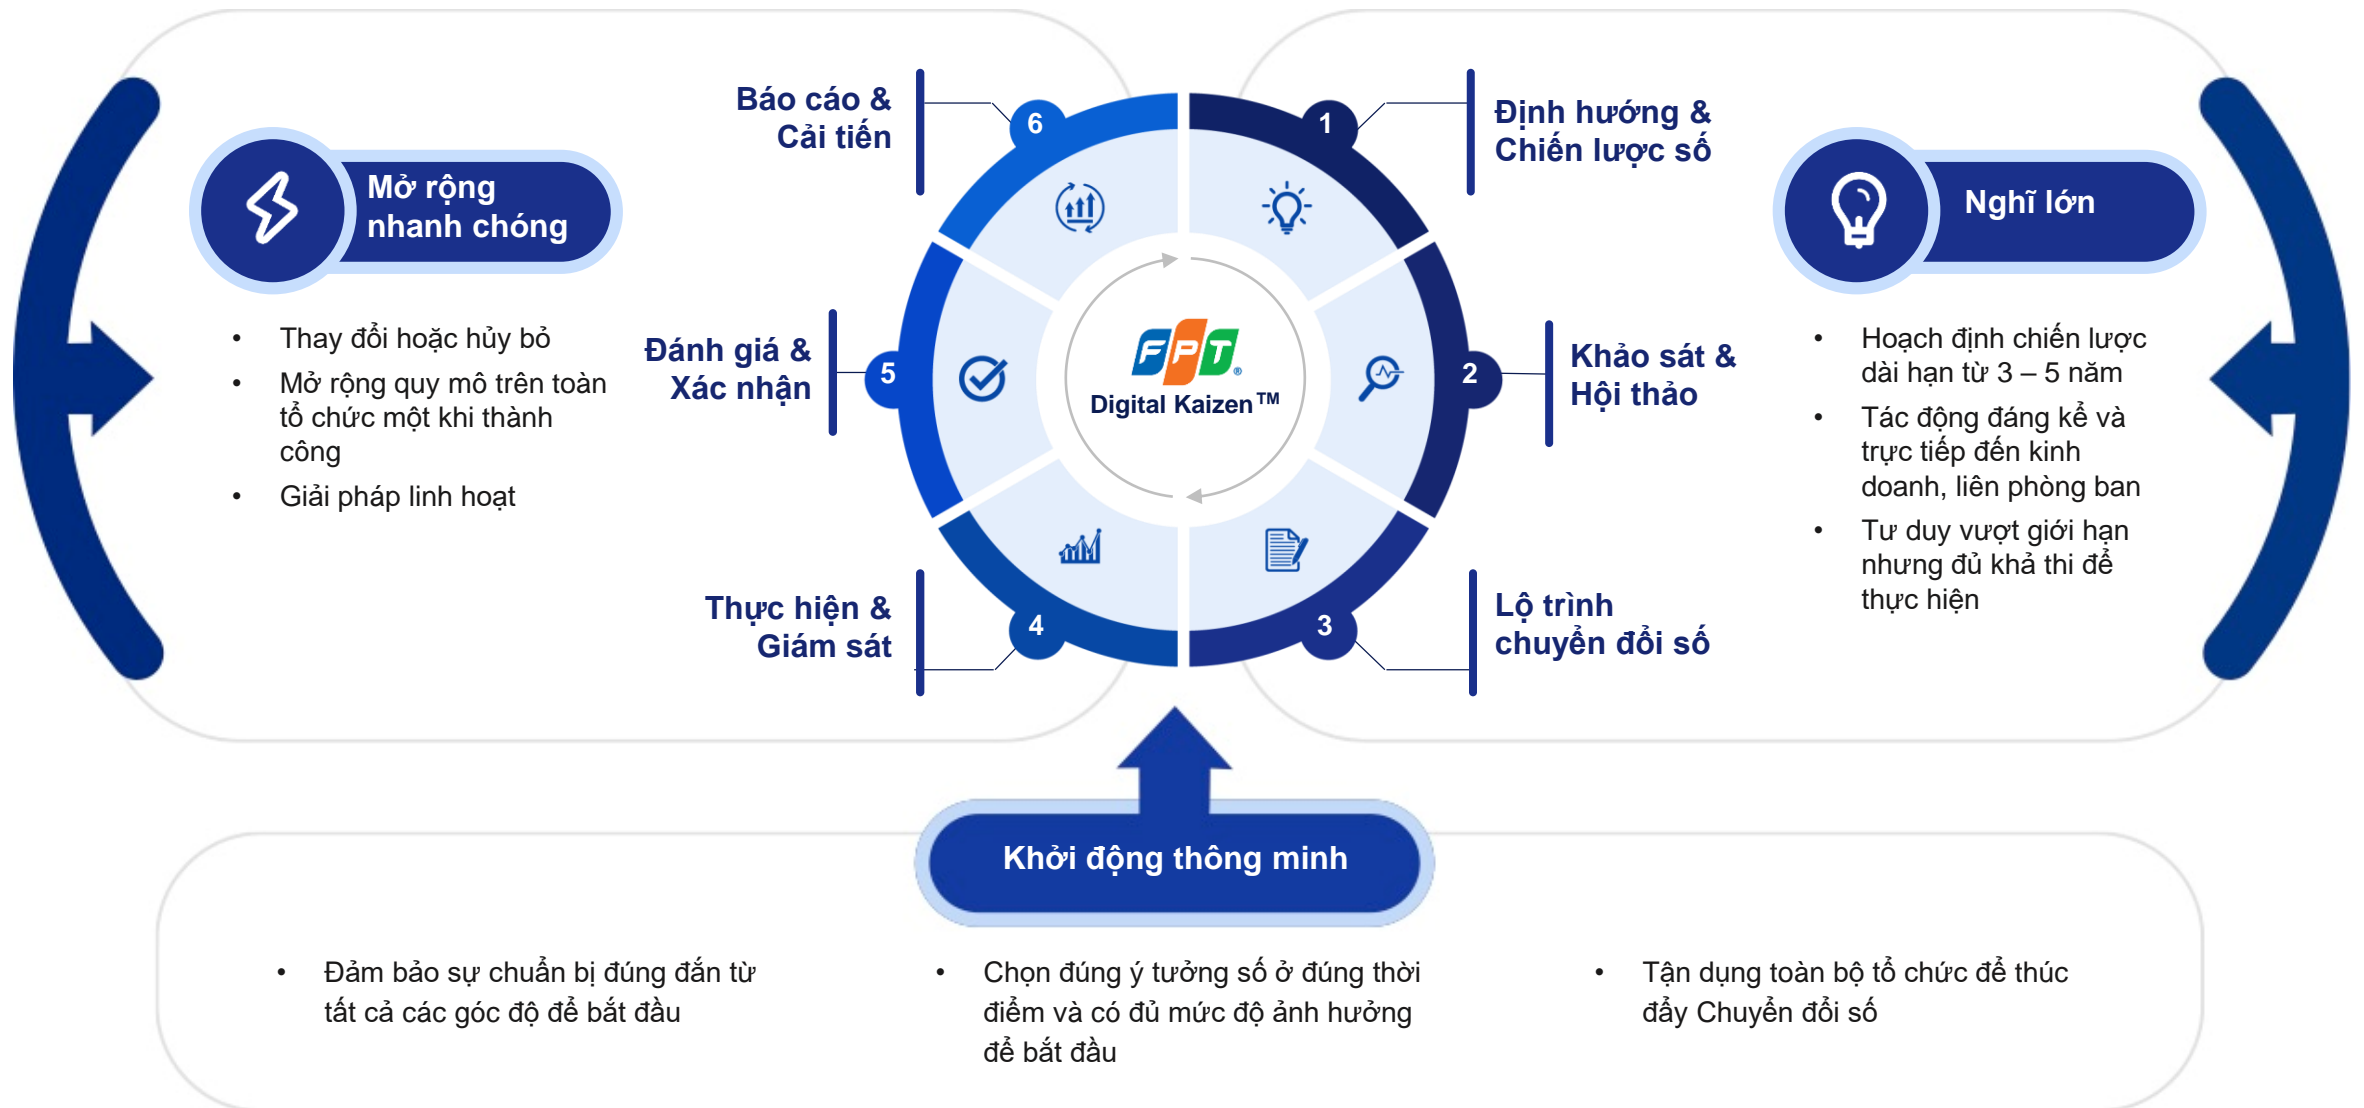 Báo cáo &
Cải tiến
6
1
Định hướng &
Chiến lược số
Mở rộng
nhanh chóng
Nghĩ lớn
• Thay đổi hoặc hủy bỏ
• Mở rộng quy mô trên toàn
tổ chức một khi thành
công
• Giải pháp linh hoạt
Đánh giá &
Xác nhận
5
FPT®
Digital Kaizen™
2
Khảo sát &
Hội thảo
• Hoạch định chiến lược
dài hạn từ 3 – 5 năm
• Tác động đáng kể và
trực tiếp đến kinh
doanh, liên phòng ban
• Tư duy vượt giới hạn
nhưng đủ khả thi để
thực hiện
Thực hiện &
Giám sát
4
3
Lộ trình
chuyển đổi số
Khởi động thông minh
• Đảm bảo sự chuẩn bị đúng đắn từ
tất cả các góc độ để bắt đầu
• Chọn đúng ý tưởng số ở đúng thời
điểm và có đủ mức độ ảnh hưởng
để bắt đầu
• Tận dụng toàn bộ tổ chức để thúc
đẩy Chuyển đổi số